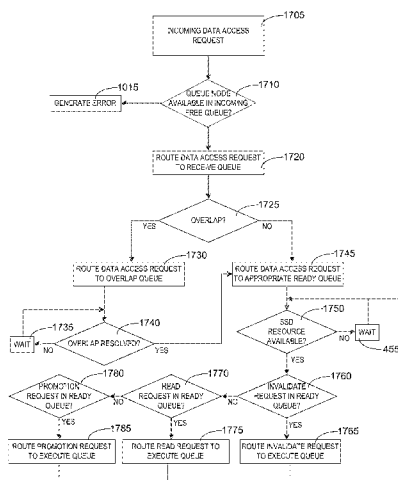 1705
INCOMING DATA ACCESS
REQUEST
1015
GENERATE ERROR
1710
QUEUE NODE
AVAILABLE IN INCOMING
FREE QUEUE?
1720
ROUTE DATA ACCESS REQUEST
TO RECEIVE QUEUE
1725
YES
OVERLAP?
NO
1730
ROUTE DATA ACCESS REQUEST
TO OVERLAP QUEUE
1745
ROUTE DATA ACCESS REQUEST
TO APPROPRIATE READY QUEUE
1735
WAIT
NO
1740
OVERLAP RESOLVED?
YES
1750
SSD
RESOURCE
AVAILABLE?
NO
WAIT
455
YES
1780
PROMOTION
REQUEST IN READY
QUEUE?
NO
1770
READ
REQUEST IN READY
QUEUE?
NO
1760
INVALIDATE
REQUEST IN READY
QUEUE?
YES
1785
YES
1775
YES
1765
ROUTE PROMOTION REQUEST
TO EXECUTE QUEUE
ROUTE READ REQUEST TO
EXECUTE QUEUE
ROUTE INVALIDATE REQUEST
TO EXECUTE QUEUE